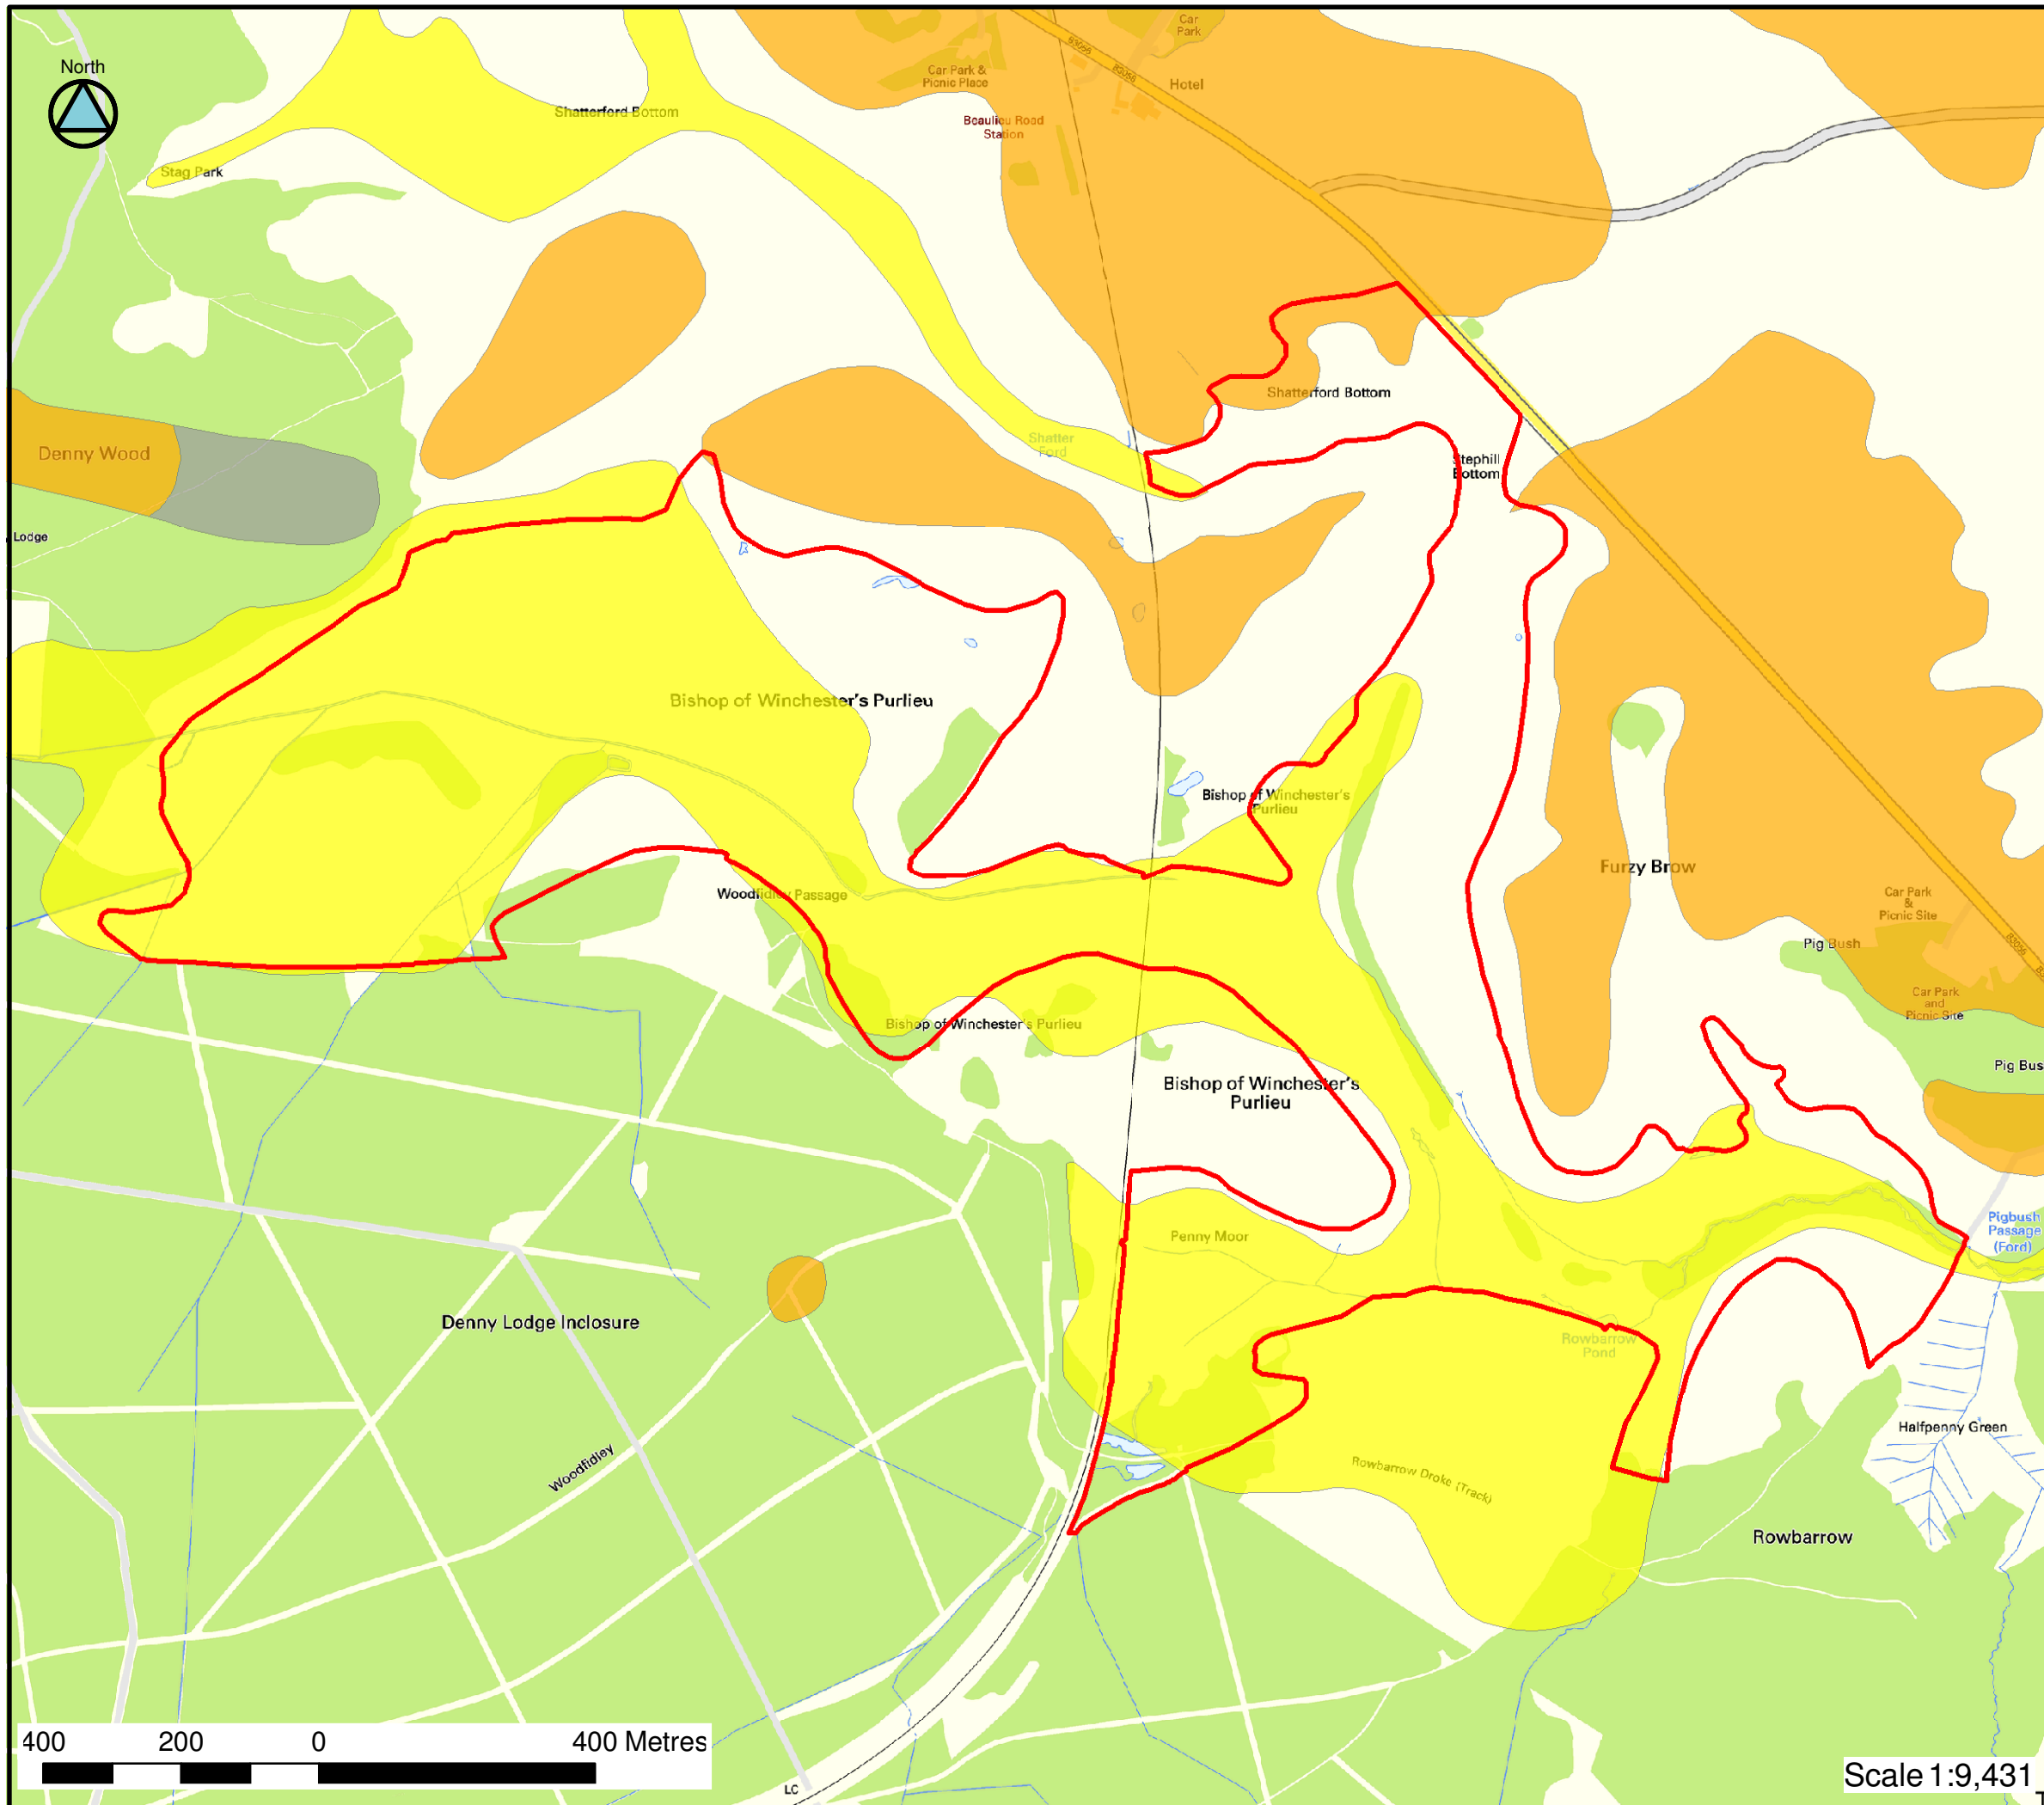 North
Car
Park
B3056
B3056
Car Park &
Picnic Place
Hotel
Shatterford Bottom
Beaulieu Road
Station
Stag Park
Shatterford Bottom
Denny Wood
Shatter
Ford
Stephill
Bottom
Lodge
Bishop of Winchester's Purlieu
Bishop of Winchester's
Purlieu
Furzy Brow
Woodfidley Passage
Car Park
&
Picnic Site
Pig Bush
B3056
Car Park
and
Picnic Site
Bishop of Winchester's Purlieu
Pig Bus
Bishop of Winchester's
Purlieu
Pigbush
Passage
(Ford)
Penny Moor
Denny Lodge Inclosure
Rowbarrow
Pond
Halfpenny Green
Woodfidley
Rowbarrow Droke (Track)
Rowbarrow
400 200 0 400 Metres
LC
Scale 1:9,431